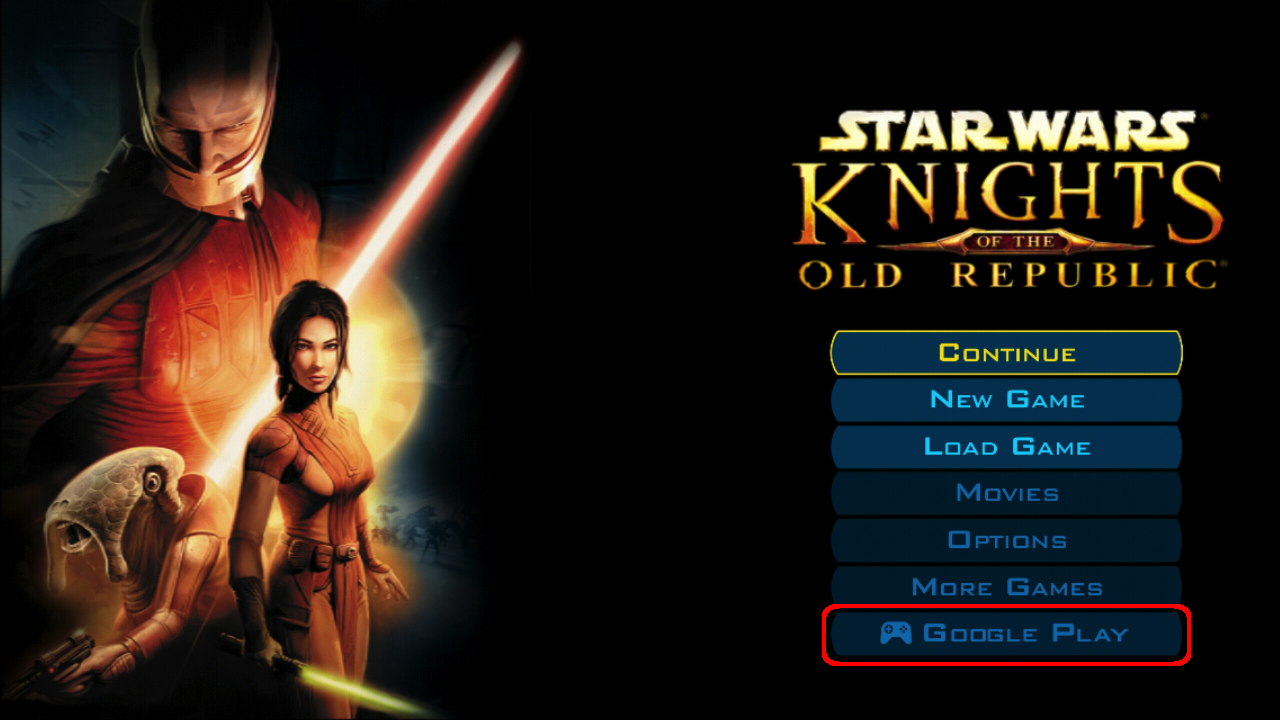 STAR WARS
KNIGHTS
OF THE
OLD REPUBLIC
CONTINUE
NEW GAME
LOAD GAME
MOVIES
OPTIONS
MORE GAMES
GOOGLE PLAY